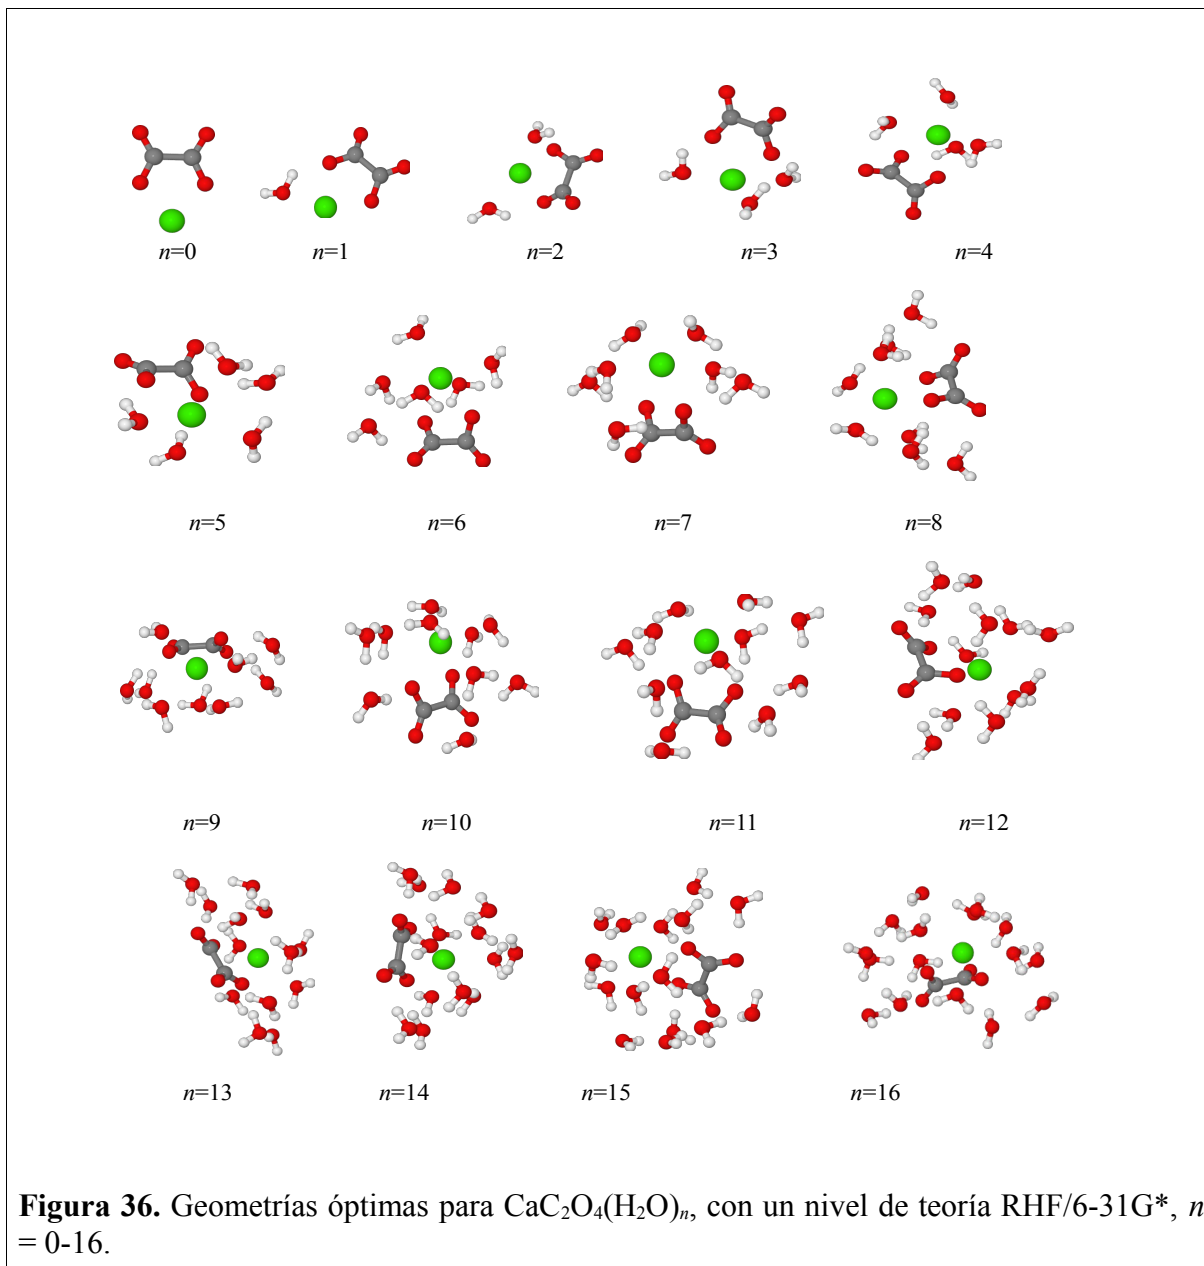 n=0 n=1 n=2 n=3 n=4
n=5 n=6 n=7 n=8
n=9 n=10 n=11 n=12
n=13 n=14 n=15 n=16
Figura 36. Geometrías óptimas para CaC₂O₄(H₂O)ₙ, con un nivel de teoría RHF/6-31G*, n
= 0-16.